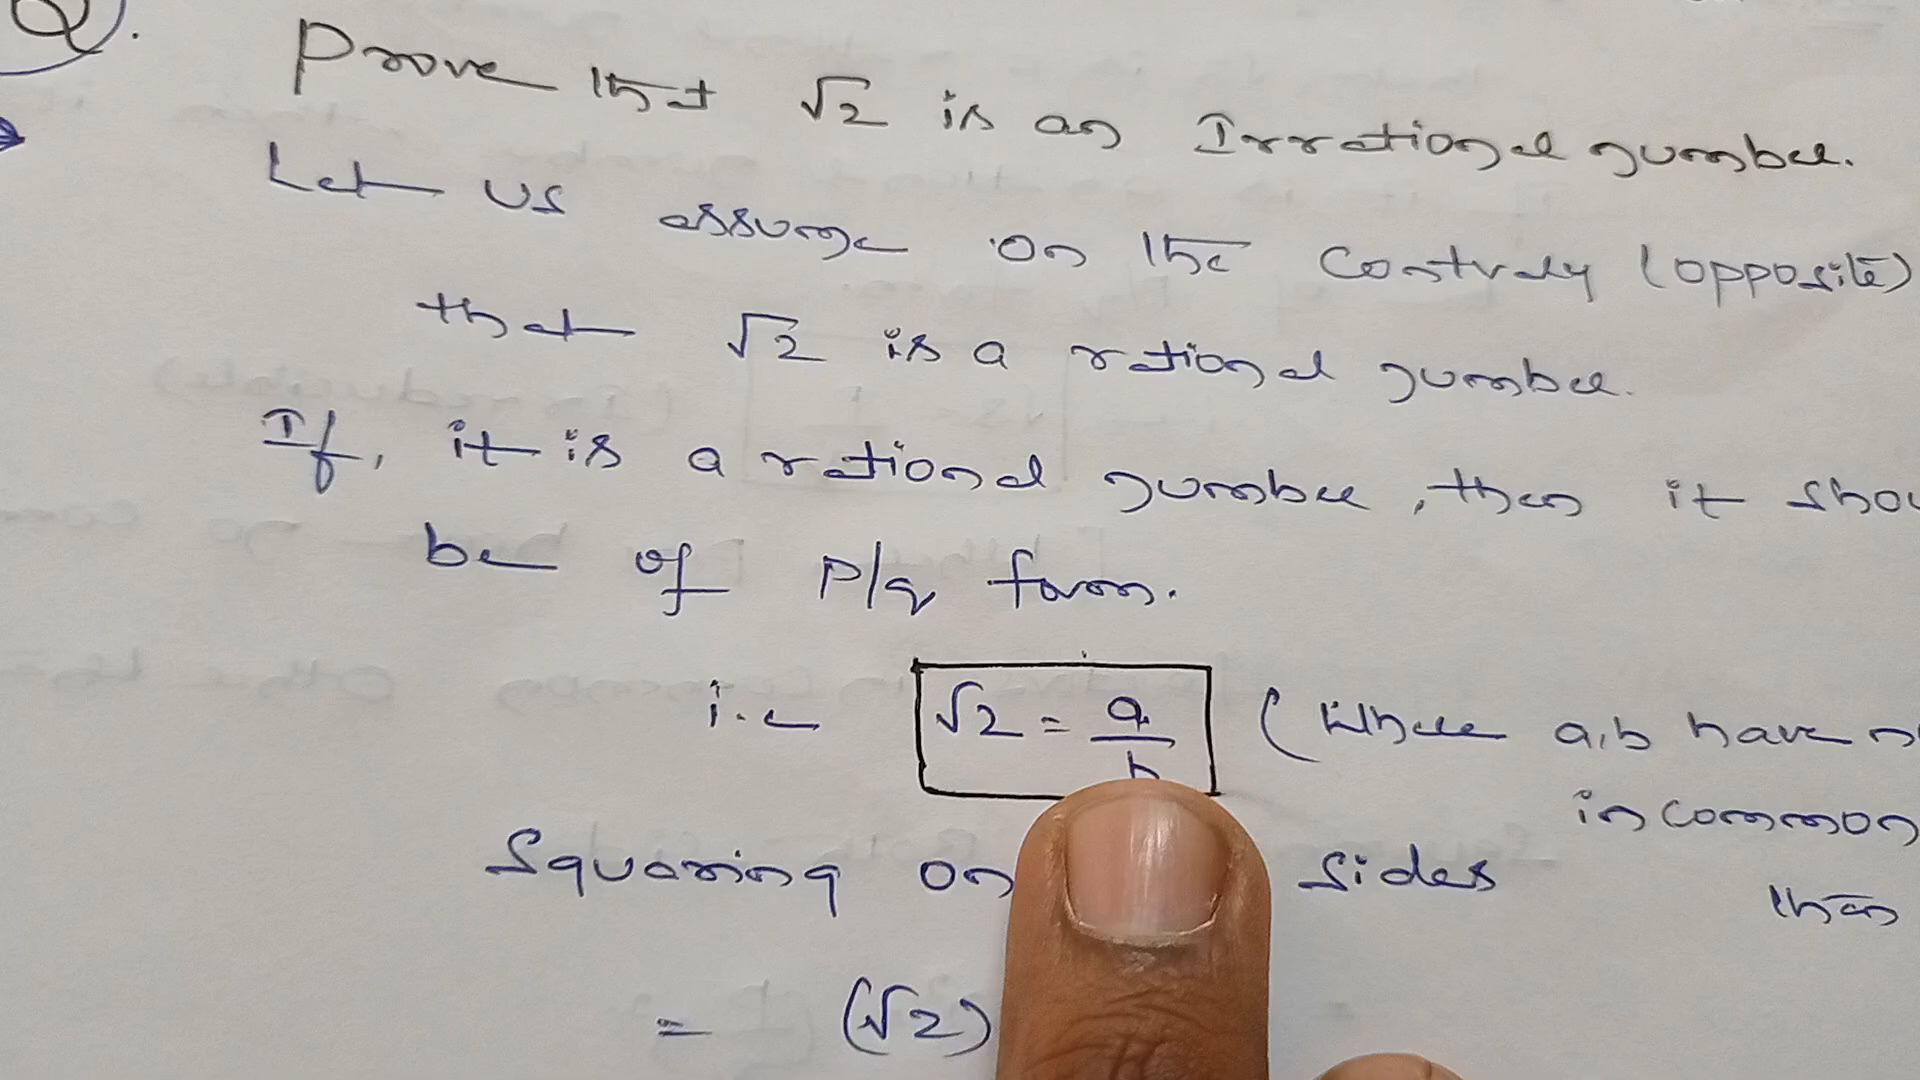 Q.
Prove that √2 is an Irrational number.
Let us assume on the contraly (opposite)
that √2 is a rational number.
If, it is a rational number, then it shou
be of P/q form.
i.e √2 = a/b (Where a,b have n
in common
Squaring on sides
than
= (√2)